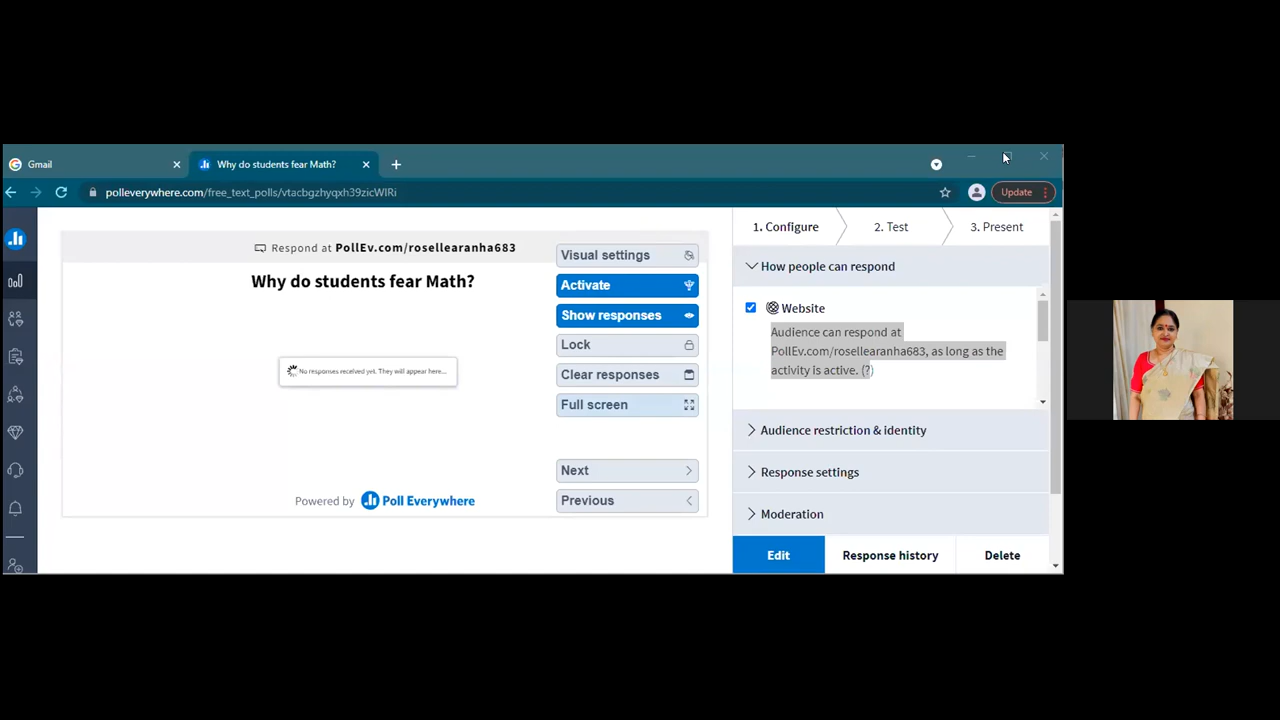 Gmail
Why do students fear Math?
polleverywhere.com/free_text_polls/vtacbgzhyqxh39zicWIRi
Update
Respond at PollEv.com/rosellearanha683
Why do students fear Math?
No responses received yet. They will appear here...
Powered by Poll Everywhere
Visual settings
Activate
Show responses
Lock
Clear responses
Full screen
Next
Previous
1. Configure
2. Test
3. Present
How people can respond
Website
Audience can respond at
PollEv.com/rosellearanha683, as long as the
activity is active. (?)
Audience restriction & identity
Response settings
Moderation
Edit
Response history
Delete